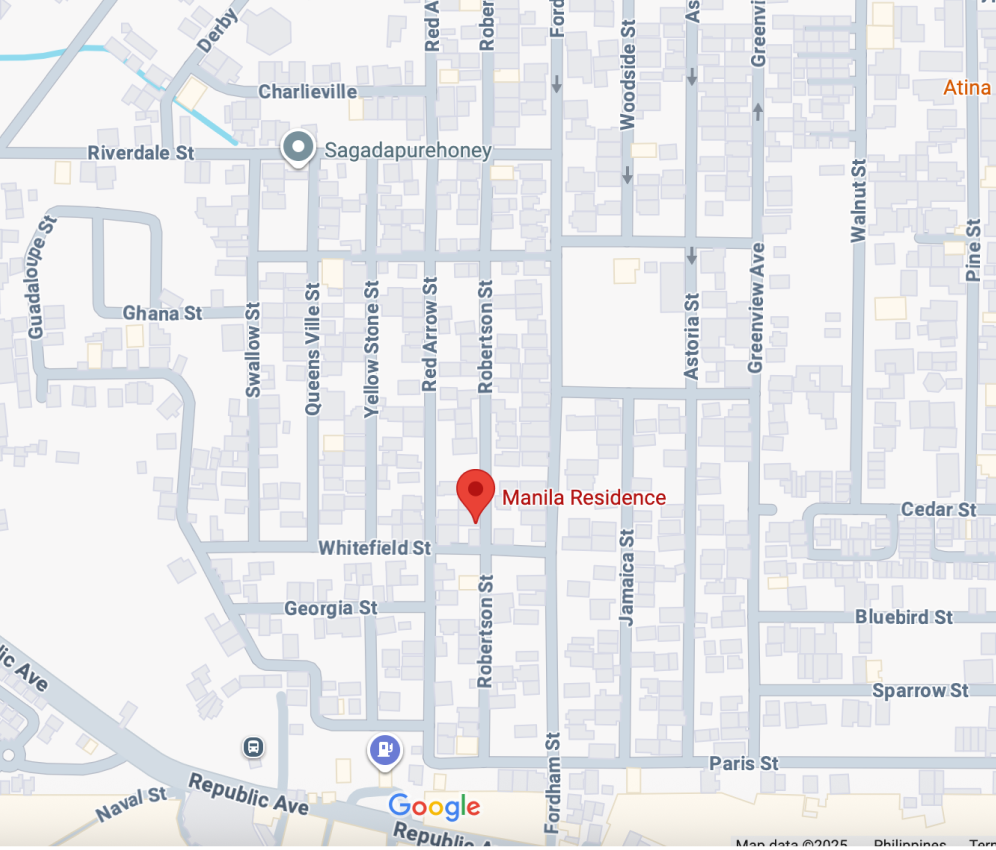 Derby
Red A
Rober
Ford
Woodside St
As
Greenvi
Charlieville
Atina
Riverdale St
Sagadapurehoney
Walnut St
Pine St
Guadaloupe St
Ghana St
Swallow St
Queens Ville St
Yellow Stone St
Red Arrow St
Robertson St
Astoria St
Greenview Ave
Manila Residence
Cedar St
Whitefield St
Jamaica St
Georgia St
Robertson St
Bluebird St
lic Ave
Sparrow St
Fordham St
Paris St
Naval St
Republic Ave
Google
Republic A
Map data ©2025 Philippines Tern